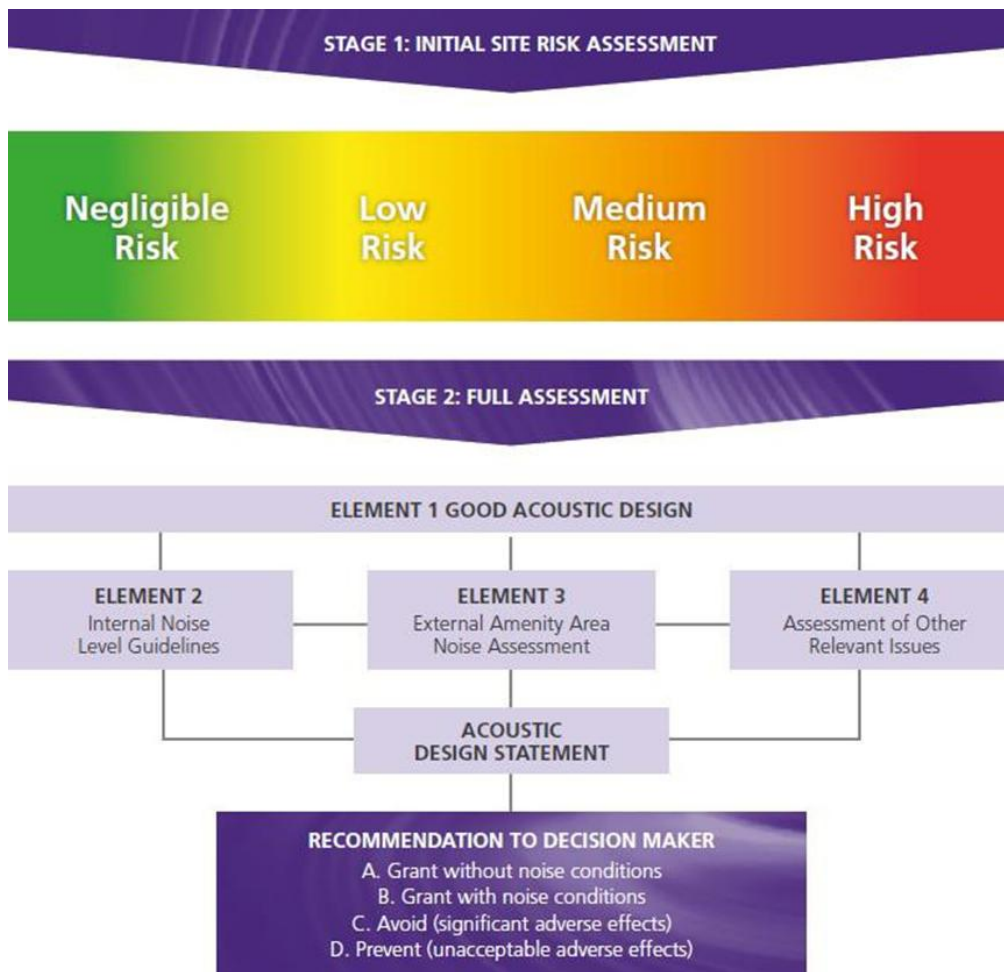 STAGE 1: INITIAL SITE RISK ASSESSMENT
Negligible
Risk
Low
Risk
Medium
Risk
High
Risk
STAGE 2: FULL ASSESSMENT
ELEMENT 1 GOOD ACOUSTIC DESIGN
ELEMENT 2
Internal Noise
Level Guidelines
ELEMENT 3
External Amenity Area
Noise Assessment
ELEMENT 4
Assessment of Other
Relevant Issues
ACOUSTIC
DESIGN STATEMENT
RECOMMENDATION TO DECISION MAKER
A. Grant without noise conditions
B. Grant with noise conditions
C. Avoid (significant adverse effects)
D. Prevent (unacceptable adverse effects)